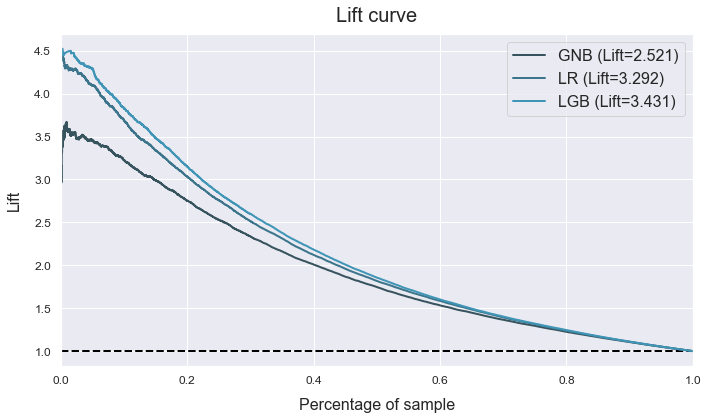 Lift curve
GNB (Lift=2.521)
LR (Lift=3.292)
LGB (Lift=3.431)
Lift
4.5
4.0
3.5
3.0
2.5
2.0
1.5
1.0
0.0 0.2 0.4 0.6 0.8 1.0
Percentage of sample